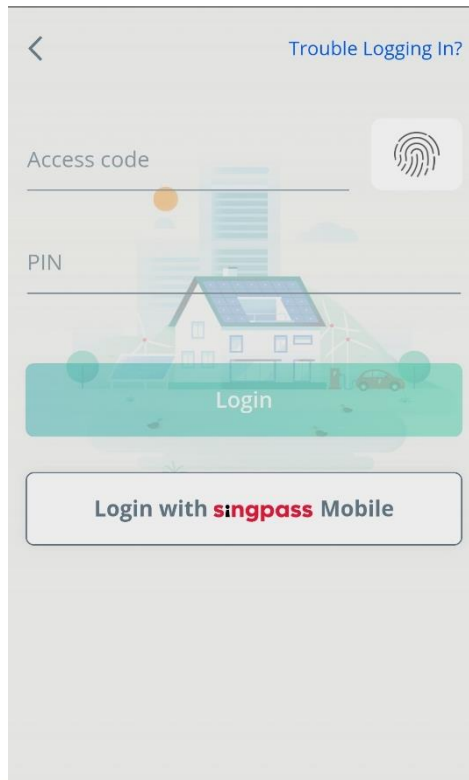 Trouble Logging In?
Access code
PIN
Login
Login with singpass Mobile